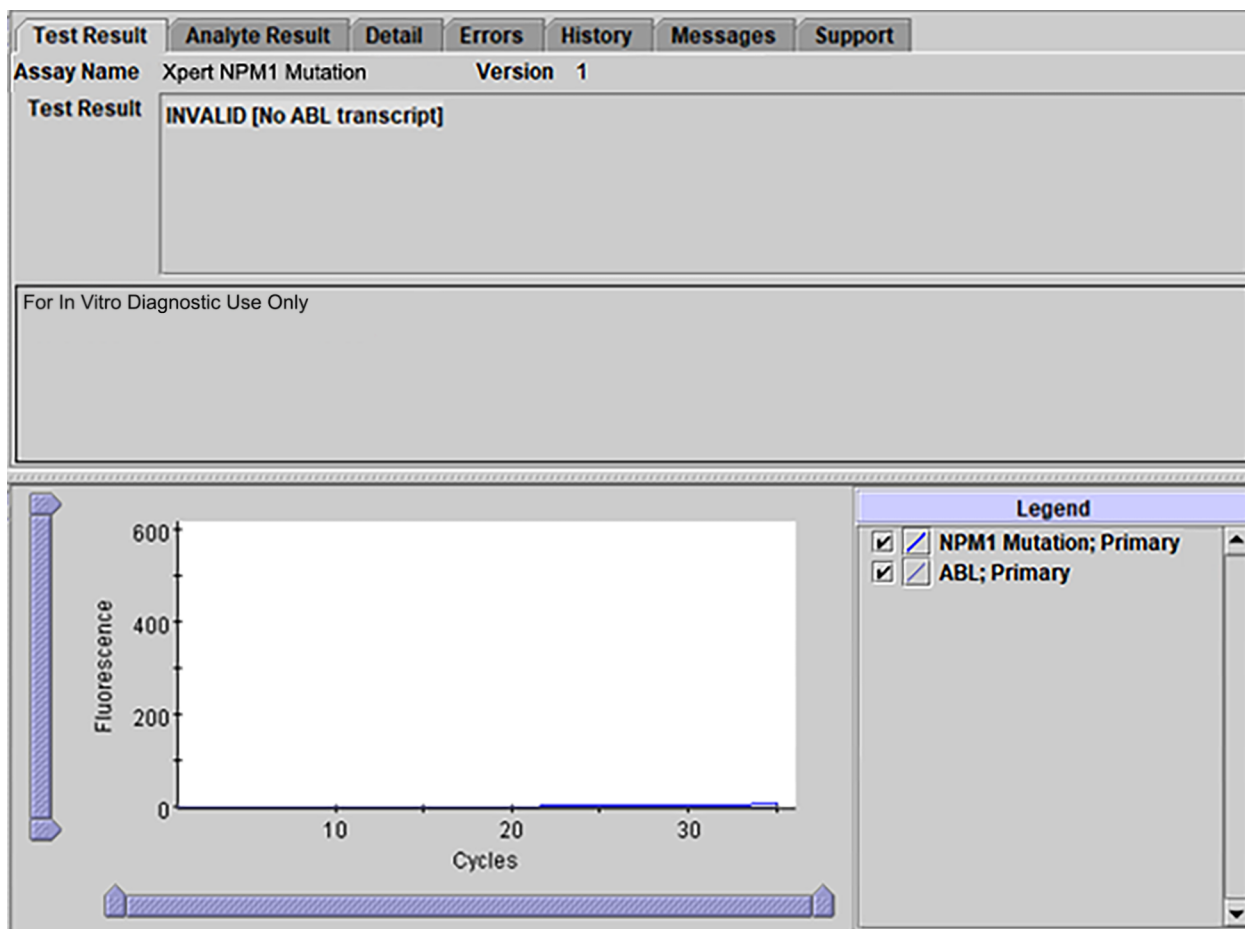 Test Result Analyte Result Detail Errors History Messages Support
Assay Name Xpert NPM1 Mutation Version 1
Test Result INVALID [No ABL transcript]
For In Vitro Diagnostic Use Only
600
400
200
0
Fluorescence
10 20 30
Cycles
Legend
NPM1 Mutation; Primary
ABL; Primary